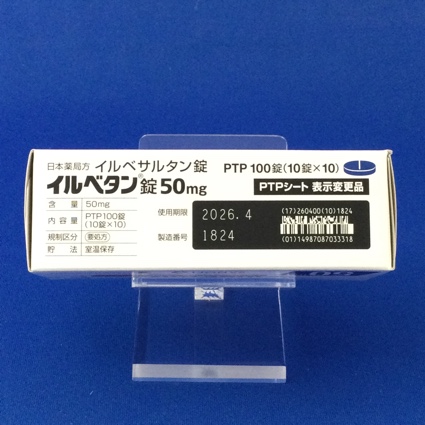 日本薬局方 イルベサルタン錠
PTP 100錠(10錠×10)
イルベタン®錠50mg
PTPシート 表示変更品
含量 50mg
内容量 PTP100錠
(10錠×10)
規制区分 要処方
貯法 室温保存
使用期限 2026.4
製造番号 1824
(17)260400(10)1824
(01)14987087033318